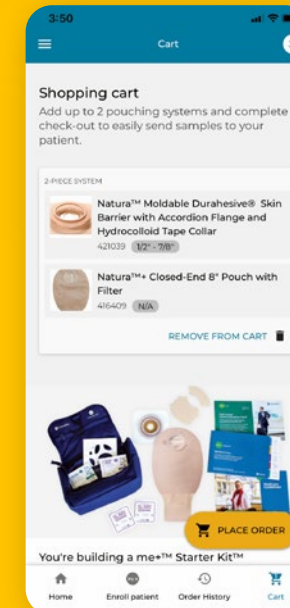 3:50
Cart
Shopping cart
Add up to 2 pouching systems and complete
check-out to easily send samples to your
patient.
2-PIECE SYSTEM
Natura™ Moldable Durahesive® Skin
Barrier with Accordion Flange and
Hydrocolloid Tape Collar
421039 1/2" - 7/8"
Natura™+ Closed-End 8" Pouch with
Filter
416409 N/A
REMOVE FROM CART
PLACE ORDER
You're building a me+™ Starter Kit™
Home
Enroll patient
Order History
Cart